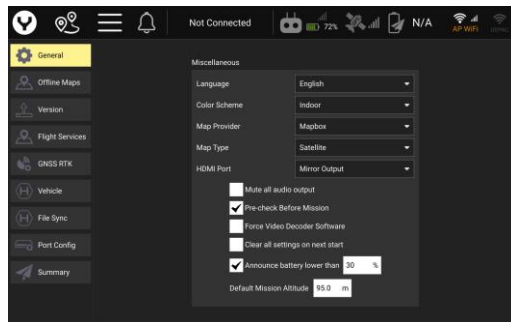 Not Connected
72%
N/A
AP WiFi
General
Offline Maps
Version
Flight Services
GNSS RTK
Vehicle
File Sync
Port Config
Summary
Miscellaneous
Language English
Color Scheme Indoor
Map Provider Mapbox
Map Type Satellite
HDMI Port Mirror Output
Mute all audio output
Pre-check Before Mission
Force Video Decoder Software
Clear all settings on next start
Announce battery lower than 30 %
Default Mission Altitude 95.0 m